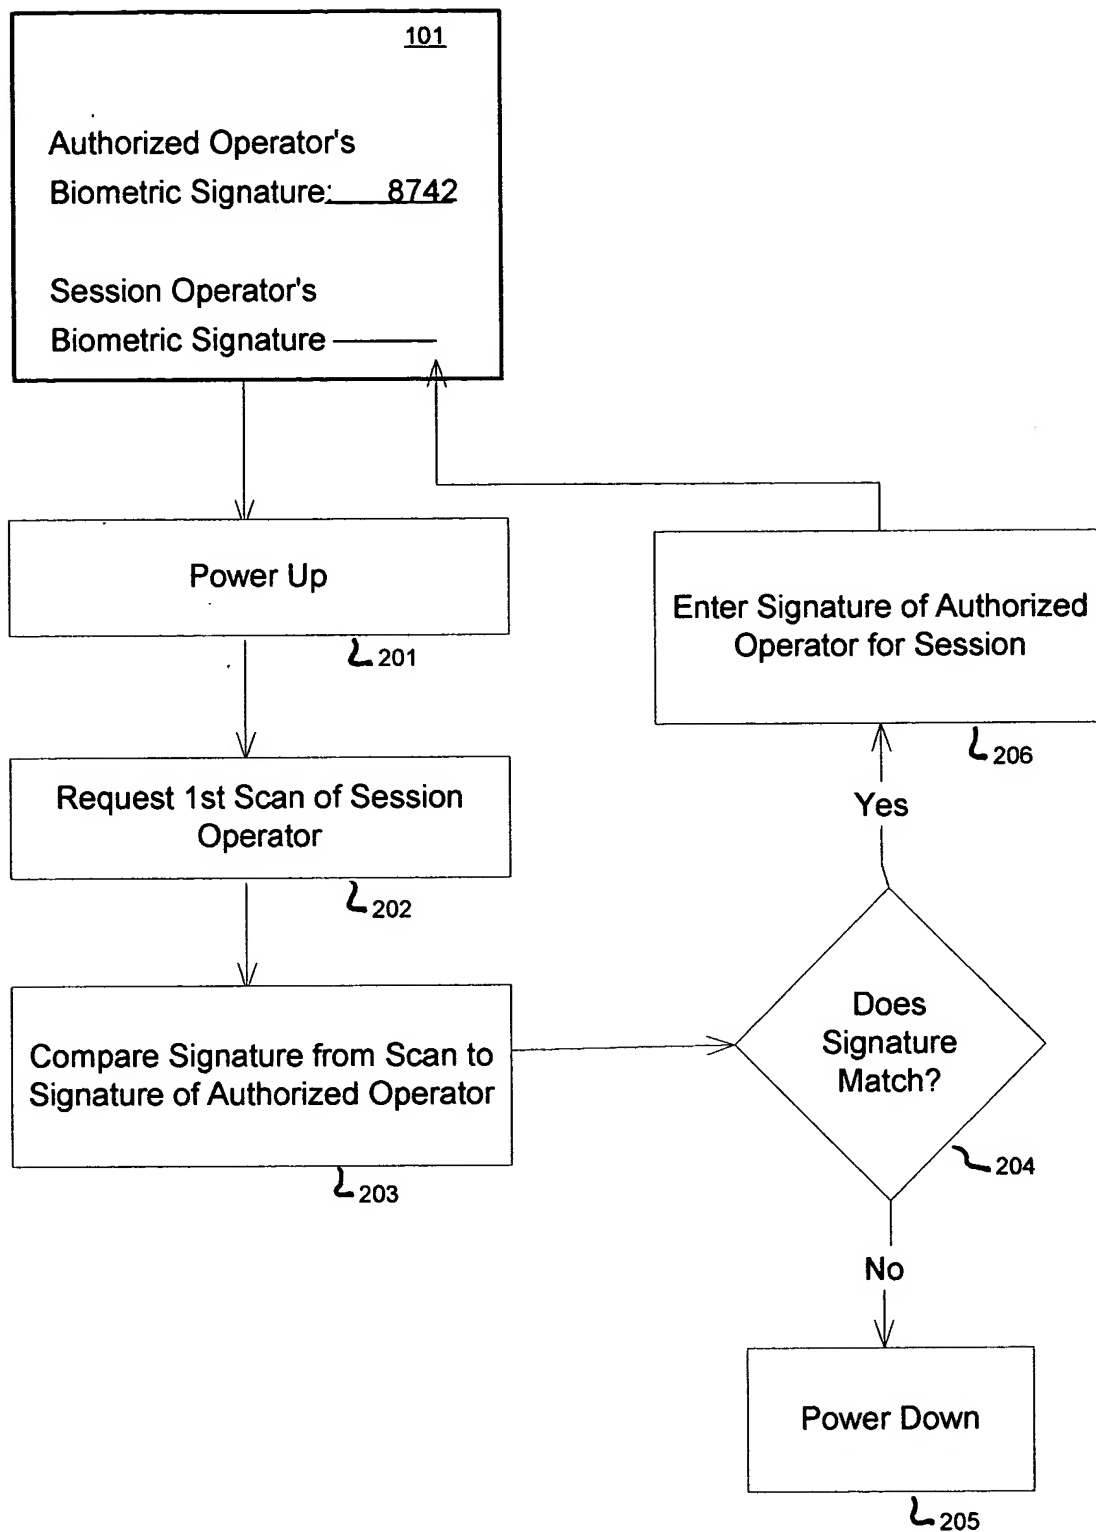 101
Authorized Operator's
Biometric Signature: 8742
Session Operator's
Biometric Signature
Power Up
201
Request 1st Scan of Session
Operator
202
Compare Signature from Scan to
Signature of Authorized Operator
203
Does
Signature
Match?
204
Yes
Enter Signature of Authorized
Operator for Session
206
No
Power Down
205